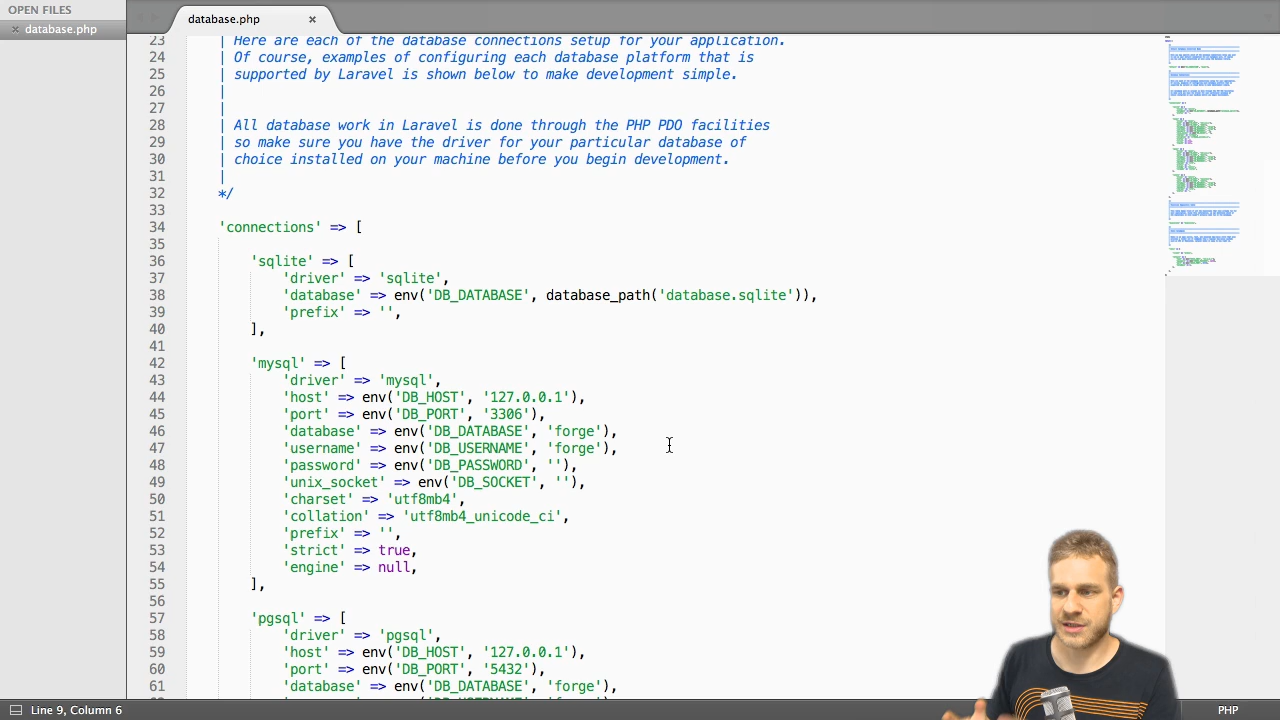 OPEN FILES
database.php
database.php
23 | Here are each of the database connections setup for your application.
24 | Of course, examples of configuring each database platform that is
25 | supported by Laravel is shown below to make development simple.
26 |
27 |
28 | All database work in Laravel is done through the PHP PDO facilities
29 | so make sure you have the driver for your particular database of
30 | choice installed on your machine before you begin development.
31 |
32 */
33
34 'connections' => [
35
36 'sqlite' => [
37 'driver' => 'sqlite',
38 'database' => env('DB_DATABASE', database_path('database.sqlite')),
39 'prefix' => '',
40 ],
41
42 'mysql' => [
43 'driver' => 'mysql',
44 'host' => env('DB_HOST', '127.0.0.1'),
45 'port' => env('DB_PORT', '3306'),
46 'database' => env('DB_DATABASE', 'forge'),
47 'username' => env('DB_USERNAME', 'forge'),
48 'password' => env('DB_PASSWORD', ''),
49 'unix_socket' => env('DB_SOCKET', ''),
50 'charset' => 'utf8mb4',
51 'collation' => 'utf8mb4_unicode_ci',
52 'prefix' => '',
53 'strict' => true,
54 'engine' => null,
55 ],
56
57 'pgsql' => [
58 'driver' => 'pgsql',
59 'host' => env('DB_HOST', '127.0.0.1'),
60 'port' => env('DB_PORT', '5432'),
61 'database' => env('DB_DATABASE', 'forge'),
Line 9, Column 6
PHP